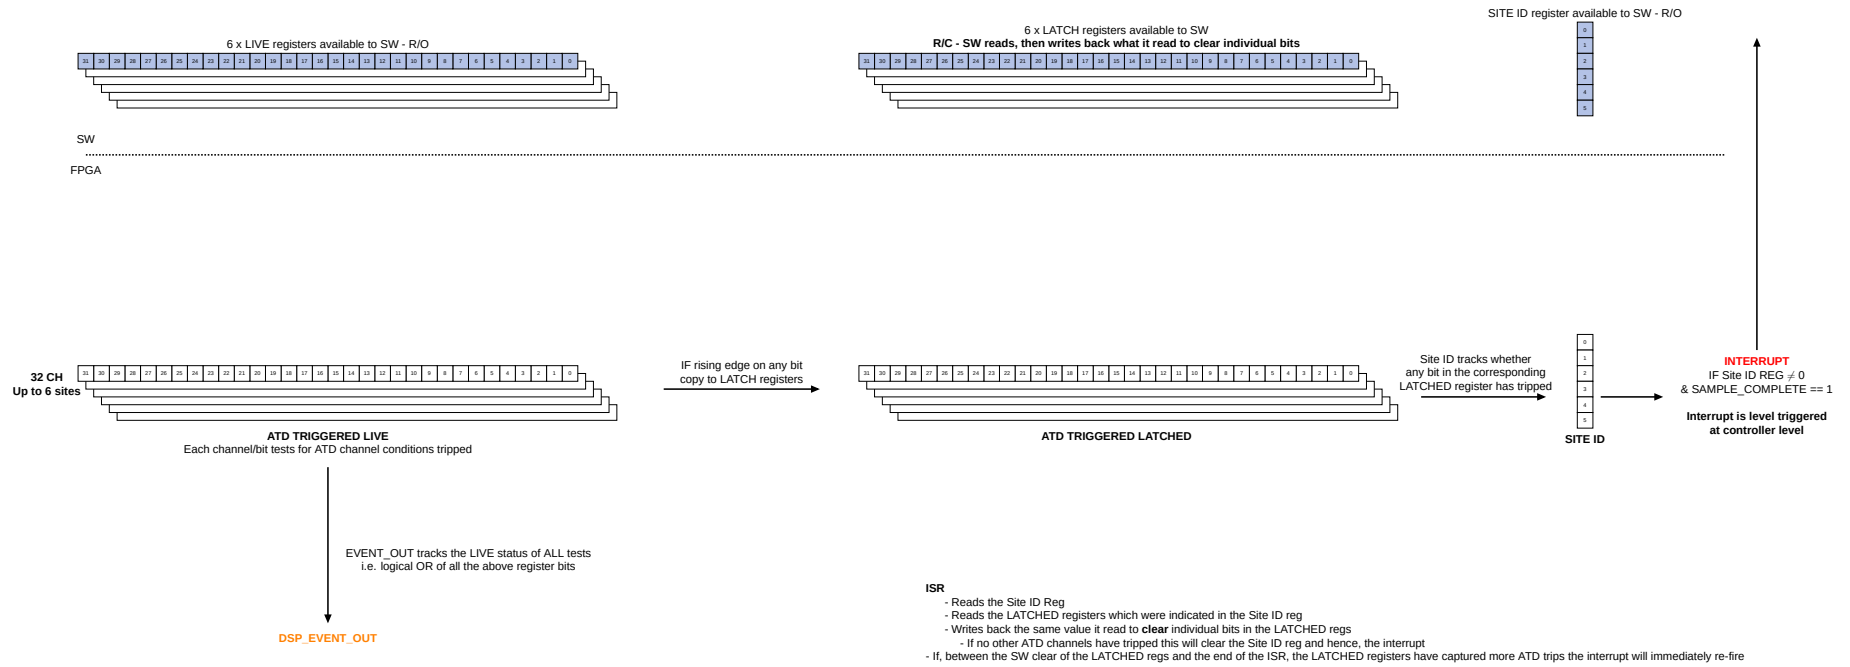 SITE ID register available to SW - R/O
6 x LIVE registers available to SW - R/O
6 x LATCH registers available to SW
R/C - SW reads, then writes back what it read to clear individual bits
31 30 29 28 27 26 25 24 23 22 21 20 19 18 17 16 15 14 13 12 11 10 9 8 7 6 5 4 3 2 1 0
31 30 29 28 27 26 25 24 23 22 21 20 19 18 17 16 15 14 13 12 11 10 9 8 7 6 5 4 3 2 1 0
0
1
2
3
4
5
SW
FPGA
32 CH
Up to 6 sites
31 30 29 28 27 26 25 24 23 22 21 20 19 18 17 16 15 14 13 12 11 10 9 8 7 6 5 4 3 2 1 0
ATD TRIGGERED LIVE
Each channel/bit tests for ATD channel conditions tripped
IF rising edge on any bit
copy to LATCH registers
31 30 29 28 27 26 25 24 23 22 21 20 19 18 17 16 15 14 13 12 11 10 9 8 7 6 5 4 3 2 1 0
ATD TRIGGERED LATCHED
Site ID tracks whether
any bit in the corresponding
LATCHED register has tripped
0
1
2
3
4
5
SITE ID
INTERRUPT
IF Site ID REG ≠ 0
& SAMPLE_COMPLETE == 1
Interrupt is level triggered
at controller level
EVENT_OUT tracks the LIVE status of ALL tests
i.e. logical OR of all the above register bits
DSP_EVENT_OUT
ISR
- Reads the Site ID Reg
- Reads the LATCHED registers which were indicated in the Site ID reg
- Writes back the same value it read to clear individual bits in the LATCHED regs
- If no other ATD channels have tripped this will clear the Site ID reg and hence, the interrupt
- If, between the SW clear of the LATCHED regs and the end of the ISR, the LATCHED registers have captured more ATD trips the interrupt will immediately re-fire